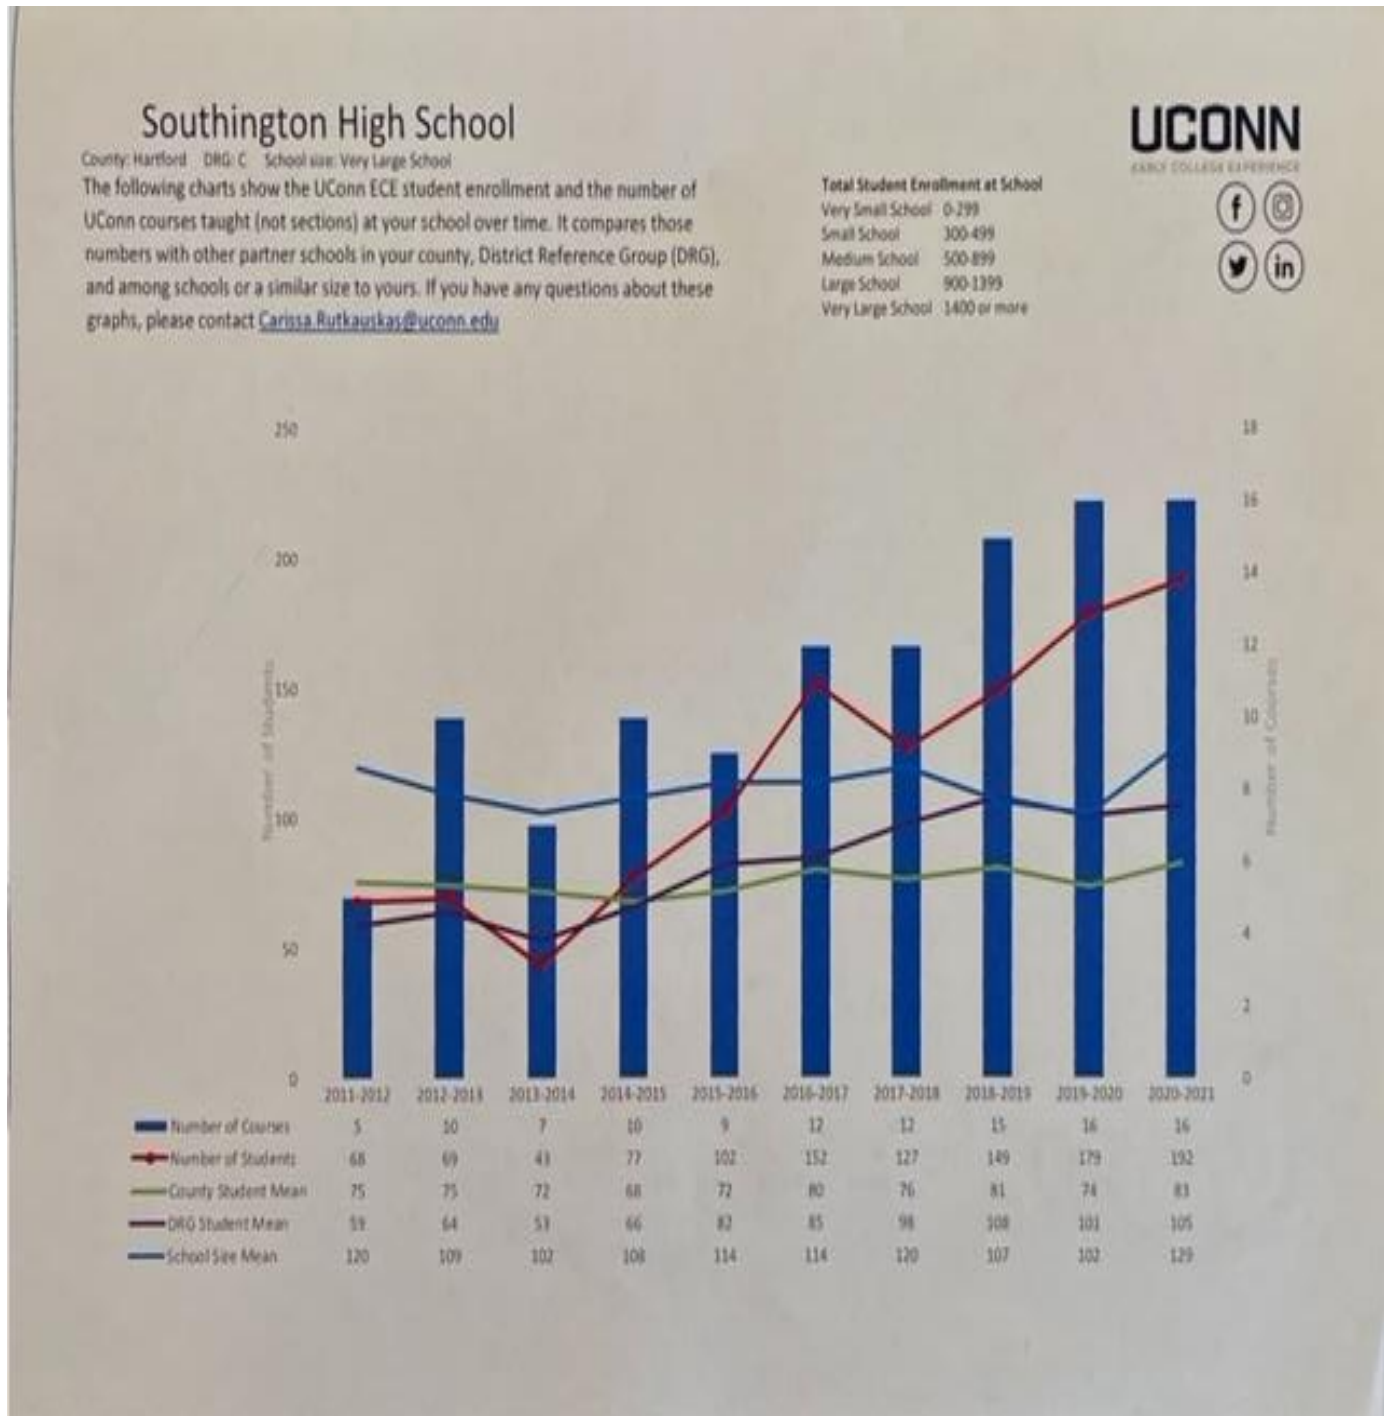 Southington High School
County: Hartford DRG: C School size: Very Large School
The following charts show the UConn ECE student enrollment and the number of
UConn courses taught (not sections) at your school over time. It compares those
numbers with other partner schools in your county, District Reference Group (DRG),
and among schools or a similar size to yours. If you have any questions about these
graphs, please contact Carissa.Rutkauskas@uconn.edu
Total Student Enrollment at School
Very Small School 0-299
Small School 300-499
Medium School 500-899
Large School 900-1399
Very Large School 1400 or more
UCONN
EARLY COLLEGE EXPERIENCE
f
in
250
200
150
100
50
0
Number of Students
18
16
14
12
10
8
6
4
2
0
Number of Courses
2011-2012 2012-2013 2013-2014 2014-2015 2015-2016 2016-2017 2017-2018 2018-2019 2019-2020 2020-2021
Number of Courses 5 10 7 10 9 12 12 15 16 16
Number of Students 68 69 43 77 102 152 127 149 179 192
County Student Mean 75 75 72 68 72 80 76 81 74 83
DRG Student Mean 59 64 53 66 82 85 98 108 101 105
School Size Mean 120 109 102 108 114 114 120 107 102 129